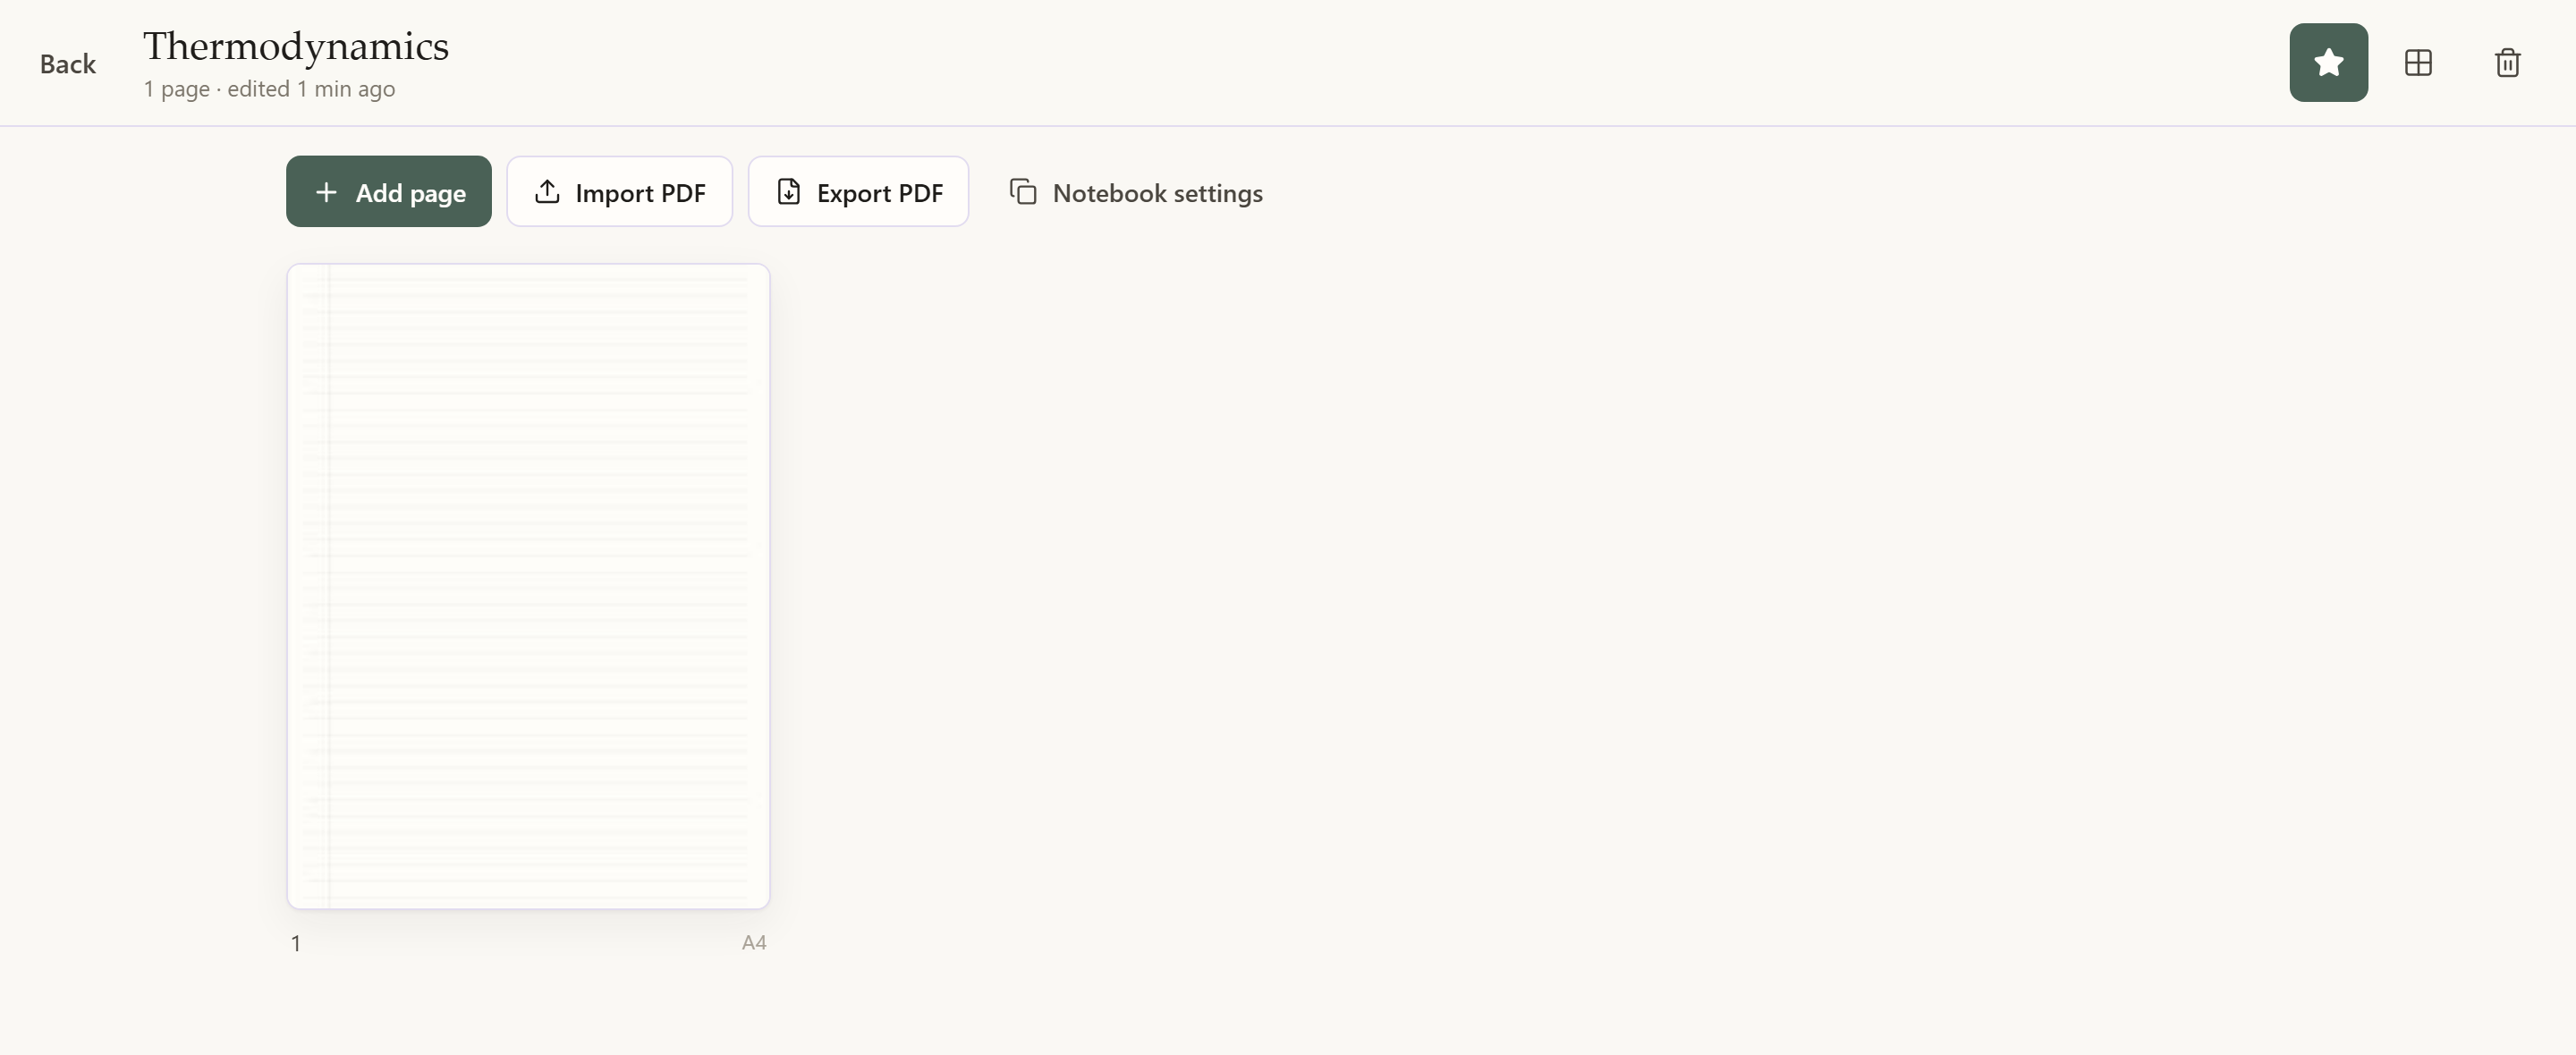 Back
Thermodynamics
1 page · edited 1 min ago
Add page
Import PDF
Export PDF
Notebook settings
1
A4